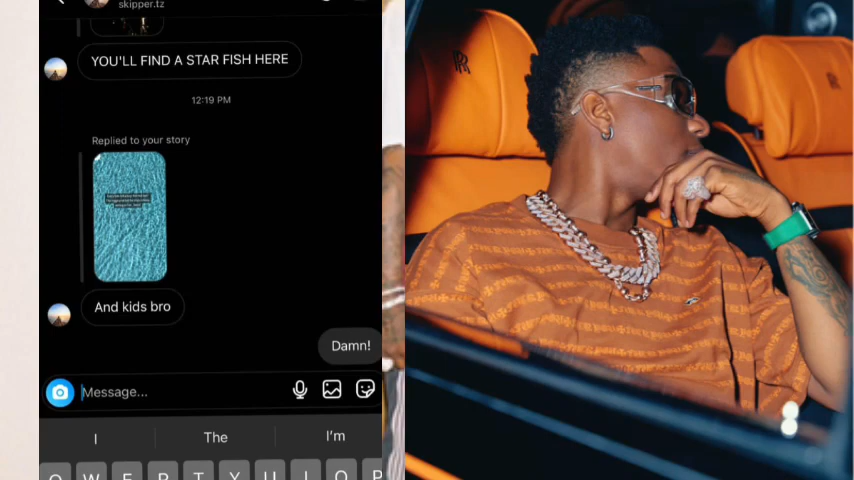 skipper.tz
YOU'LL FIND A STAR FISH HERE
12:19 PM
Replied to your story
And kids bro
Damn!
Message...
I
The
I'm
Q W E R T Y U I O P